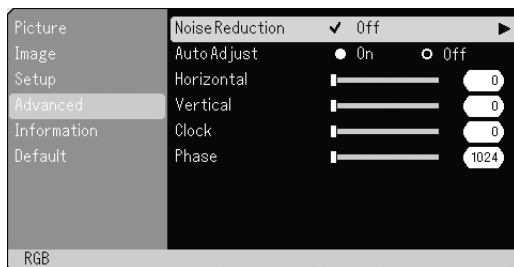 Picture
Image
Setup
Advanced
Information
Default
Noise Reduction ✔ Off ▶
Auto Adjust On Off
Horizontal 0
Vertical 0
Clock 0
Phase 1024
RGB